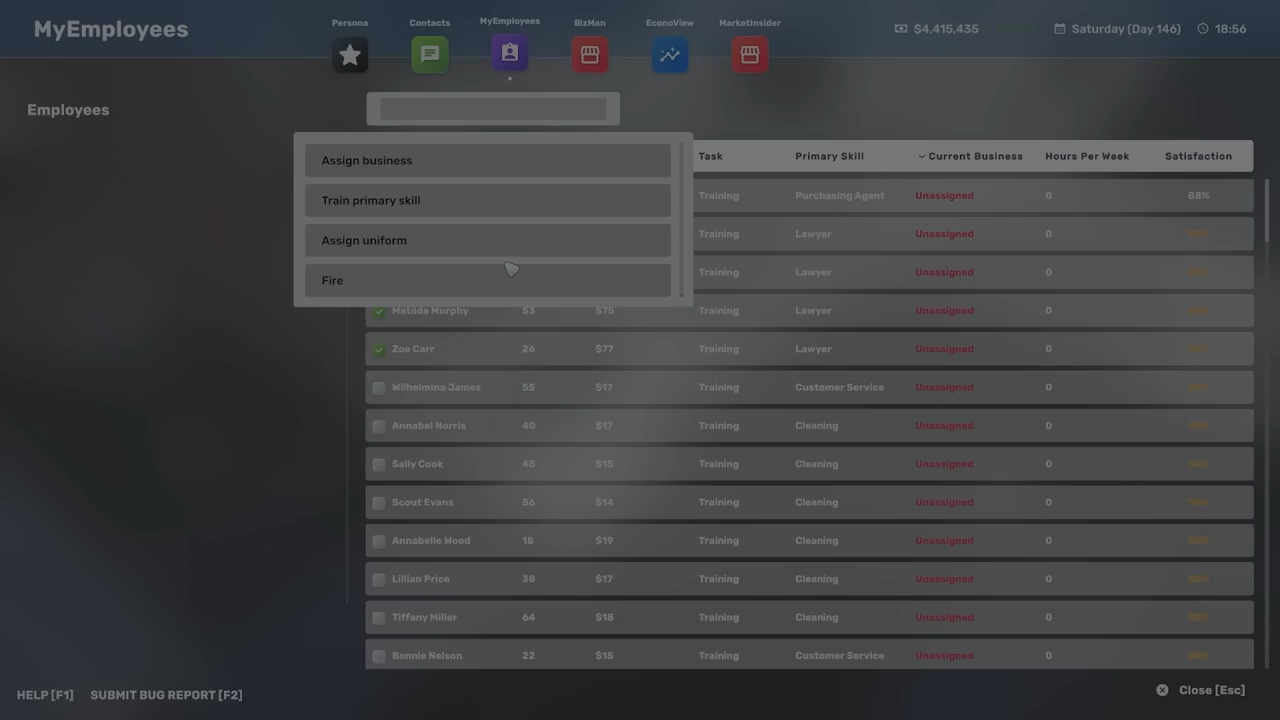 MyEmployees
Persona
Contacts
MyEmployees
BizMan
EconoView
MarketInsider
$4,415,435
Saturday (Day 146)
18:56
Employees
Assign business
Train primary skill
Assign uniform
Fire
Task Primary Skill Current Business Hours Per Week Satisfaction
Training Purchasing Agent Unassigned 0 88%
Training Lawyer Unassigned 0
Training Lawyer Unassigned 0
Matilda Murphy 53 $75 Training Lawyer Unassigned 0
Zoe Carr 26 $77 Training Lawyer Unassigned 0
Wilhelmina James 55 $17 Training Customer Service Unassigned 0
Annabel Norris 40 $17 Training Cleaning Unassigned 0
Sally Cook 45 $15 Training Cleaning Unassigned 0
Scout Evans 56 $14 Training Cleaning Unassigned 0
Annabelle Wood 18 $19 Training Cleaning Unassigned 0
Lillian Price 38 $17 Training Cleaning Unassigned 0
Tiffany Miller 64 $18 Training Cleaning Unassigned 0
Bonnie Nelson 22 $15 Training Customer Service Unassigned 0
HELP [F1] SUBMIT BUG REPORT [F2]
Close [Esc]